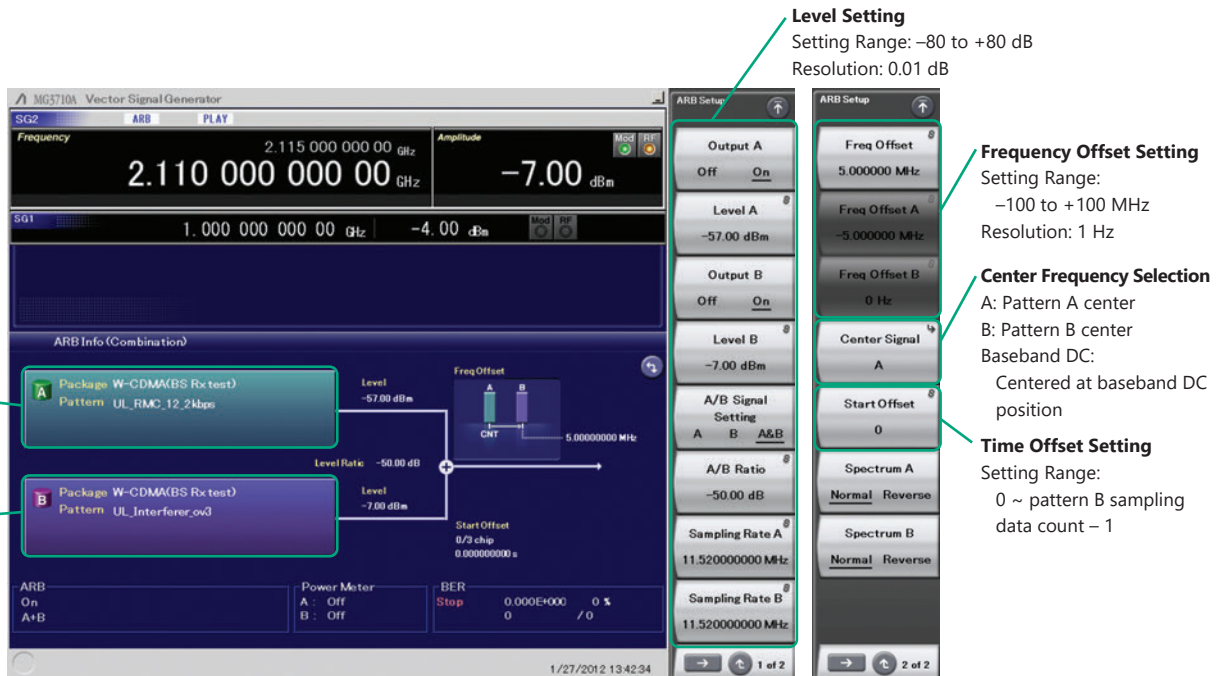 Level Setting
Setting Range: –80 to +80 dB
Resolution: 0.01 dB
MG3710A Vector Signal Generator
SG2 ARB PLAY
Frequency
2.115 000 000 00 GHz
2.110 000 000 00 GHz
Amplitude
Mod RF
−7.00 dBm
SG1
1. 000 000 000 00 GHz
−4. 00 dBm
Mod RF
ARB Info (Combination)
A Package W-CDMA(BS Rx test)
Pattern UL_RMC_12_2kbps
Level
-57.00 dBm
Freq Offset
A B
CNT
5.00000000 MHz
Level Ratio -50.00 dB
B Package W-CDMA(BS Rx test)
Pattern UL_Interferer_ov3
Level
-7.00 dBm
Start Offset
0/3 chip
0.000000000 s
ARB
On
A+B
Power Meter
A : Off
B : Off
BER
Stop 0.000E+000 0 %
0 / 0
1/27/2012 13:42:34
ARB Setup
Output A
Off On
Level A
-57.00 dBm
Output B
Off On
Level B
-7.00 dBm
A/B Signal
Setting
A B A&B
A/B Ratio
-50.00 dB
Sampling Rate A
11.520000000 MHz
Sampling Rate B
11.520000000 MHz
1 of 2
ARB Setup
Freq Offset
5.000000 MHz
Freq Offset A
-5.000000 MHz
Freq Offset B
0 Hz
Center Signal
A
Start Offset
0
Spectrum A
Normal Reverse
Spectrum B
Normal Reverse
2 of 2
Frequency Offset Setting
Setting Range:
–100 to +100 MHz
Resolution: 1 Hz
Center Frequency Selection
A: Pattern A center
B: Pattern B center
Baseband DC:
Centered at baseband DC
position
Time Offset Setting
Setting Range:
0 ~ pattern B sampling
data count – 1